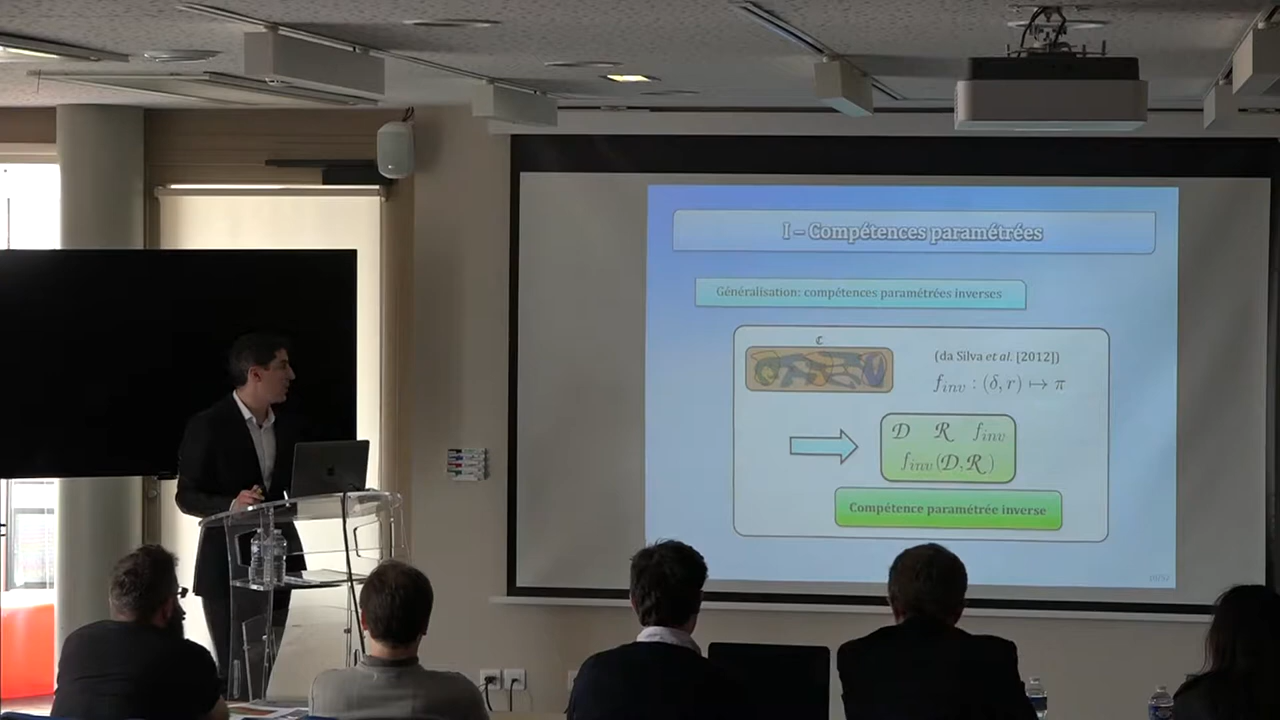 I – Compétences paramétrées
Généralisation: compétences paramétrées inverses
ℂ
(da Silva et al. [2012])
f_inv : (δ, r) ↦ π
𝒟 ℛ f_inv
f_inv(𝒟,ℛ)
Compétence paramétrée inverse